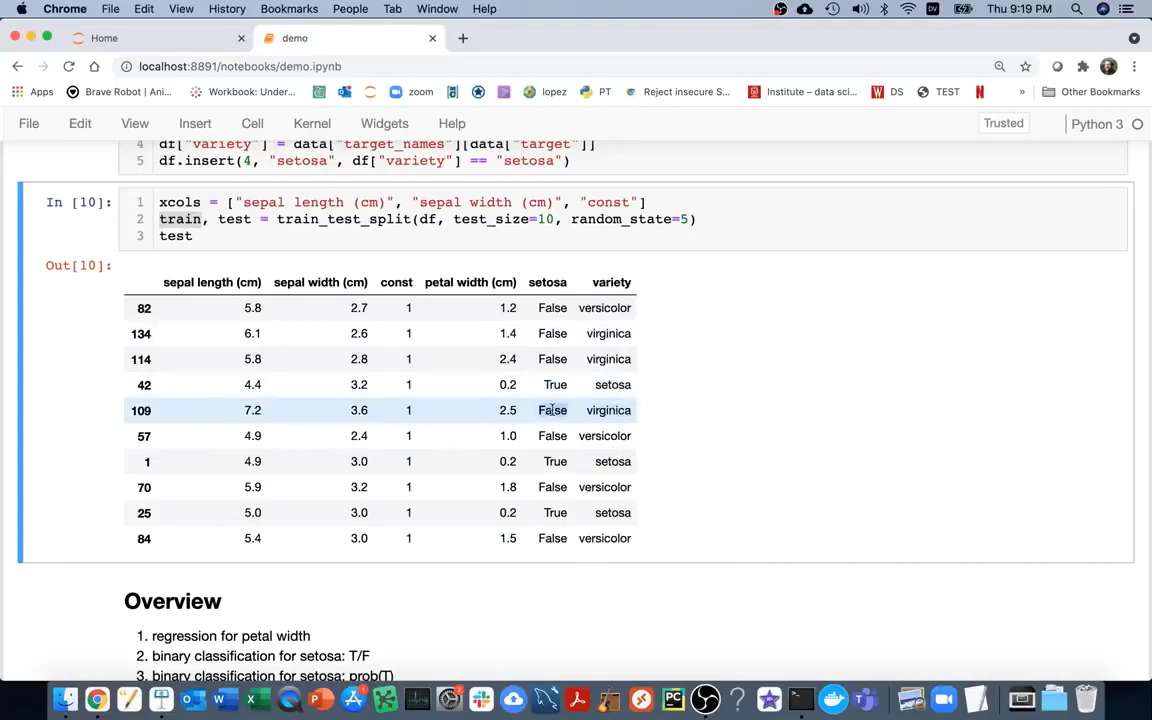 Chrome File Edit View History Bookmarks People Tab Window Help Thu 9:19 PM
Home demo
localhost:8891/notebooks/demo.ipynb
Apps Brave Robot | Ani... Workbook: Under... zoom lopez PT Reject insecure S... Institute – data sci... DS TEST » Other Bookmarks
File Edit View Insert Cell Kernel Widgets Help Trusted Python 3
4 df["variety"] = data["target_names"][data["target"]]
5 df.insert(4, "setosa", df["variety"] == "setosa")
In [10]: 1 xcols = ["sepal length (cm)", "sepal width (cm)", "const"]
2 train, test = train_test_split(df, test_size=10, random_state=5)
3 test
Out[10]:
sepal length (cm) sepal width (cm) const petal width (cm) setosa variety
82 5.8 2.7 1 1.2 False versicolor
134 6.1 2.6 1 1.4 False virginica
114 5.8 2.8 1 2.4 False virginica
42 4.4 3.2 1 0.2 True setosa
109 7.2 3.6 1 2.5 False virginica
57 4.9 2.4 1 1.0 False versicolor
1 4.9 3.0 1 0.2 True setosa
70 5.9 3.2 1 1.8 False versicolor
25 5.0 3.0 1 0.2 True setosa
84 5.4 3.0 1 1.5 False versicolor
Overview
1. regression for petal width
2. binary classification for setosa: T/F
3. binary classification for setosa: prob(T)